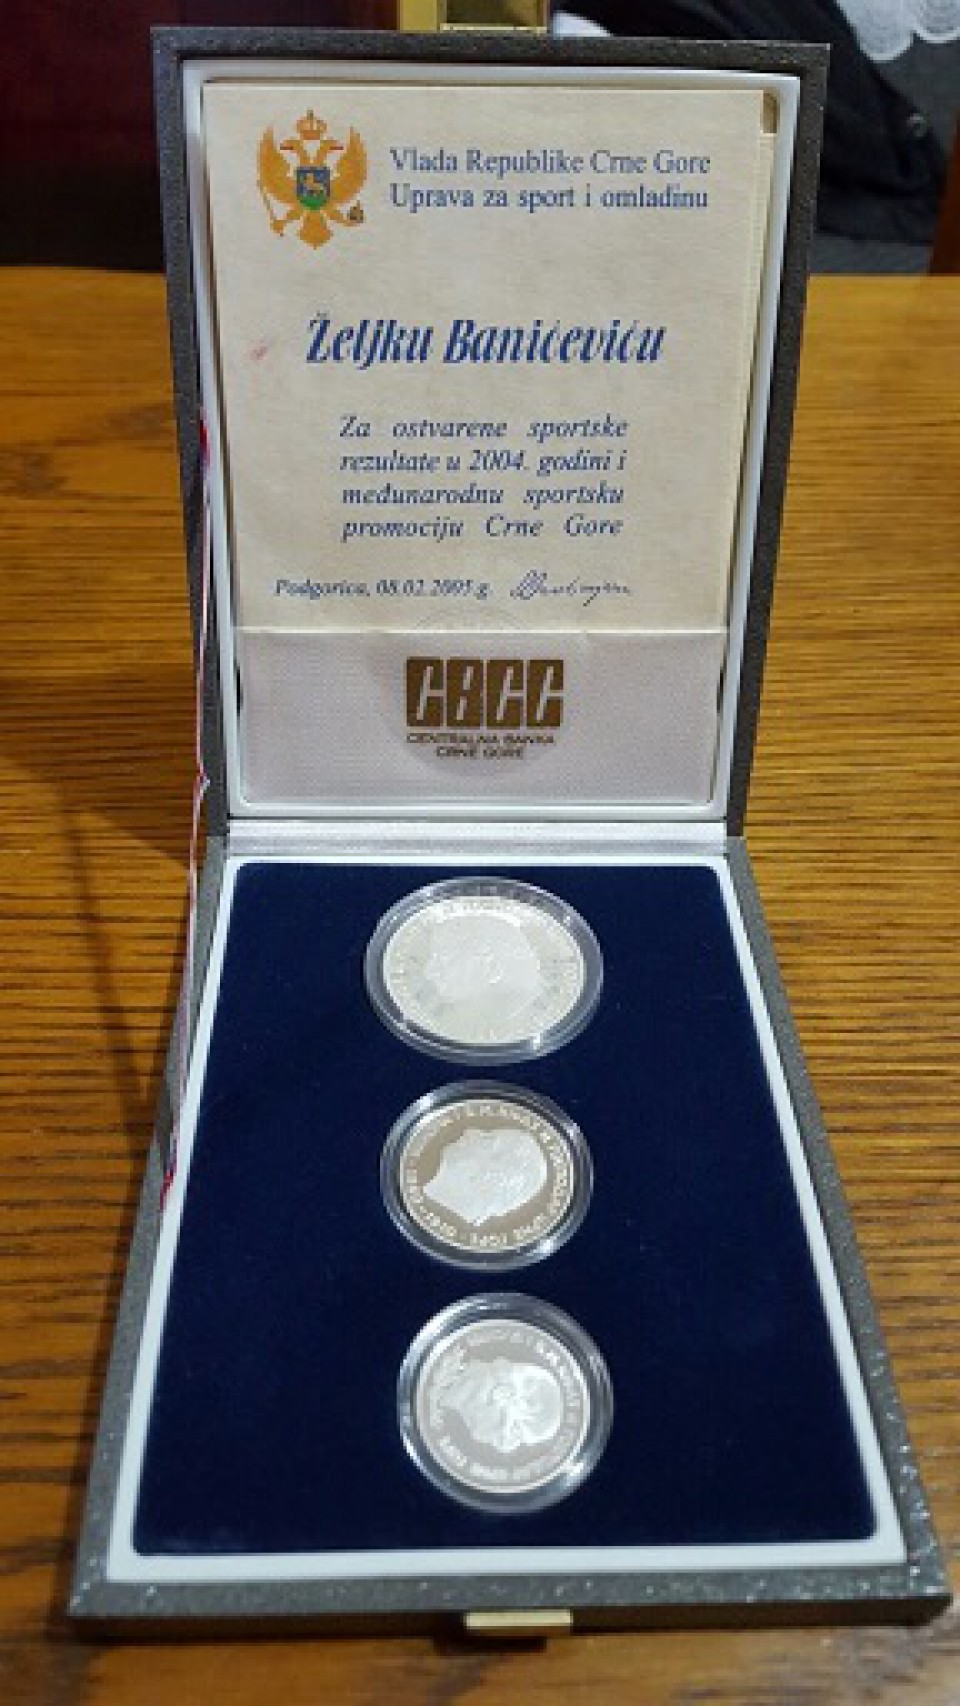 Vlada Republike Crne Gore
Uprava za sport i omladinu
Željku Banićeviću
Za ostvarene sportske
rezultate u 2004. godini i
međunarodnu sportsku
promociju Crne Gore
Podgorica, 08.02.2005.g.
CBCG
CENTRALNA BANKA
CRNE GORE